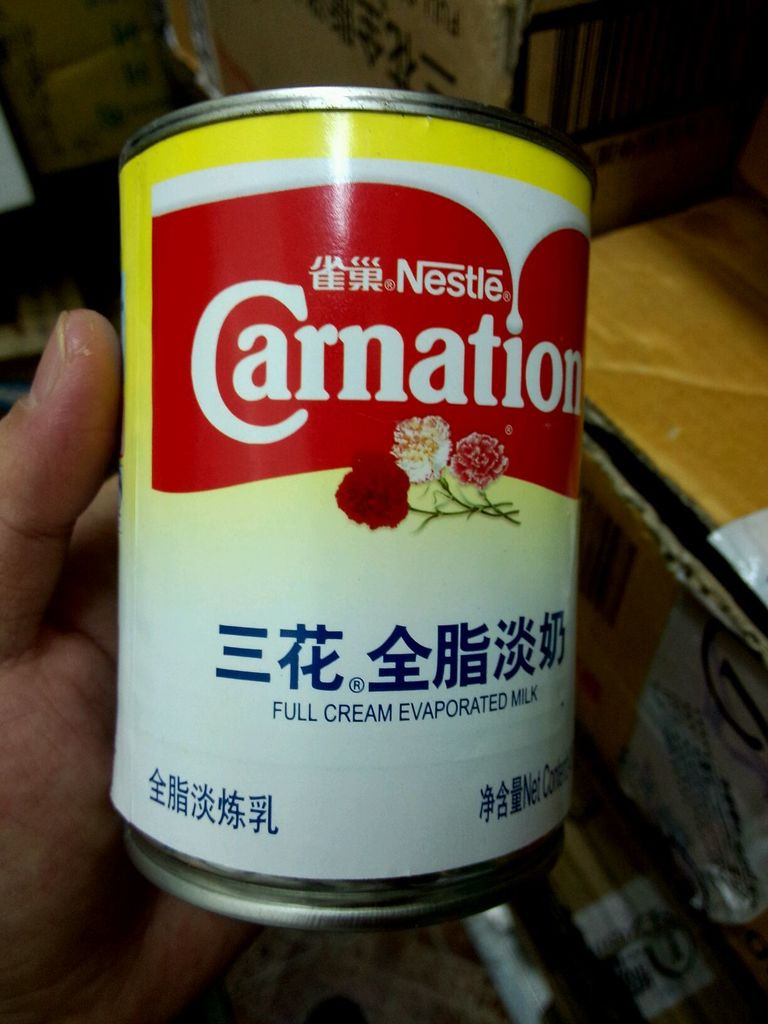 雀巢® Nestlé®
Carnation
®
三花® 全脂淡奶
FULL CREAM EVAPORATED MILK
全脂淡炼乳
净含量Net